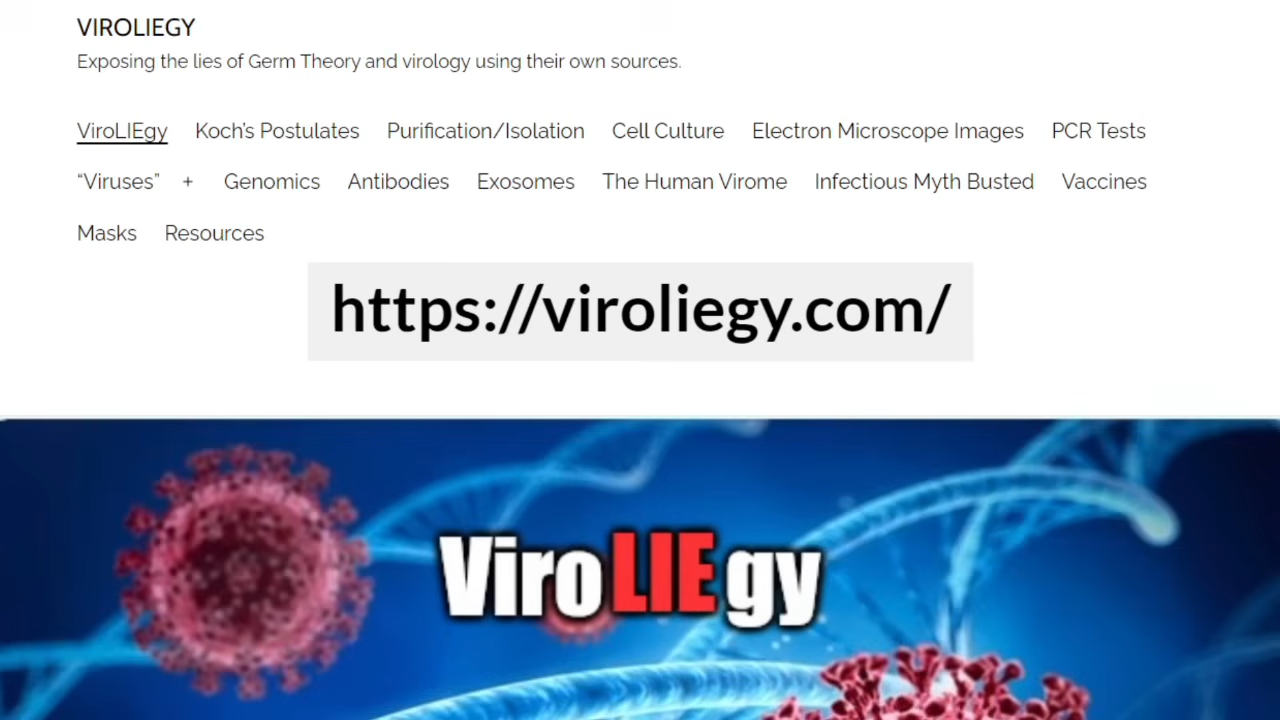 VIROLIEGY
Exposing the lies of Germ Theory and virology using their own sources.
ViroLIEgy Koch's Postulates Purification/Isolation Cell Culture Electron Microscope Images PCR Tests
“Viruses” + Genomics Antibodies Exosomes The Human Virome Infectious Myth Busted Vaccines
Masks Resources
https://viroliegy.com/
ViroLIEgy